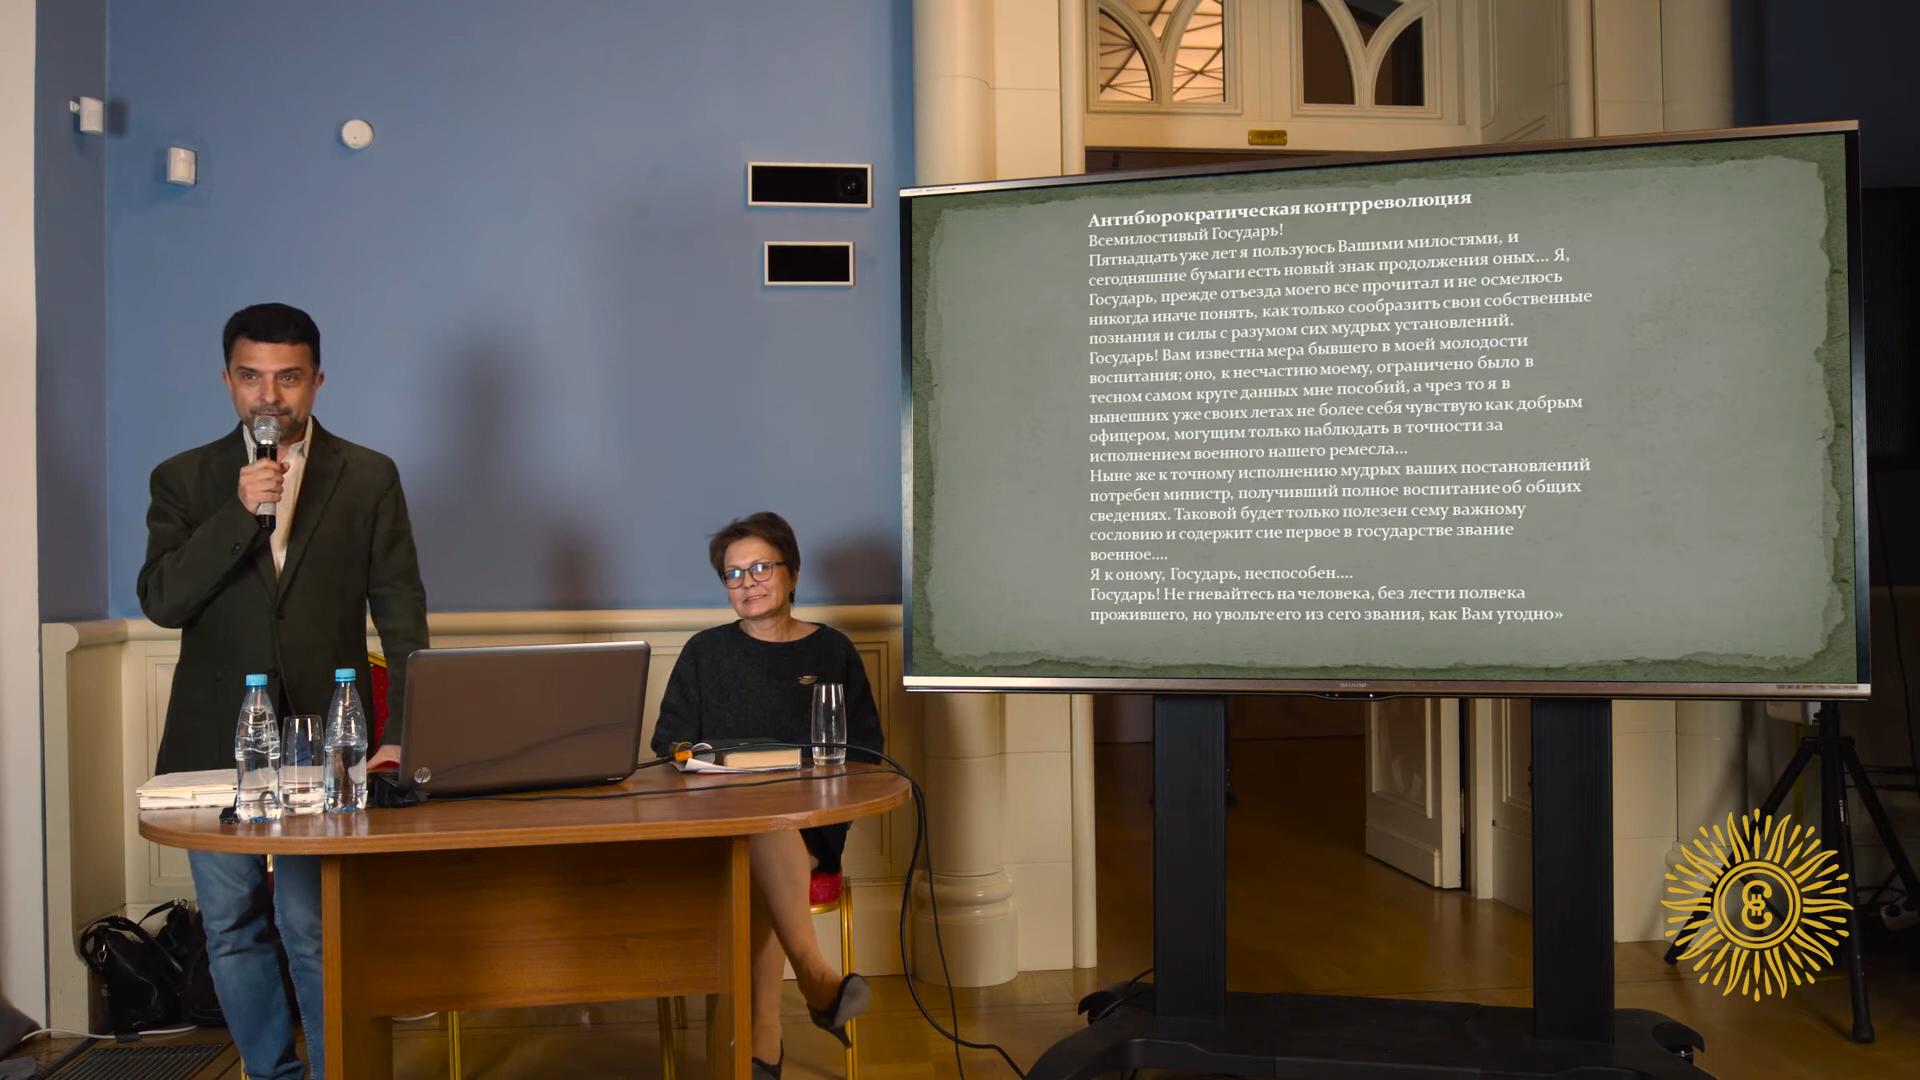 Антибюрократическая контрреволюция
Всемилостивый Государь!
Пятнадцать уже лет я пользуюсь Вашими милостями, и
сегодняшние бумаги есть новый знак продолжения оных... Я,
Государь, прежде отъезда моего все прочитал и не осмелюсь
никогда иначе понять, как только сообразить свои собственные
познания и силы с разумом сих мудрых установлений.
Государь! Вам известна мера бывшего в моей молодости
воспитания; оно, к несчастию моему, ограничено было в
тесном самом круге данных мне пособий, а чрез то я в
нынешних уже своих летах не более себя чувствую как добрым
офицером, могущим только наблюдать в точности за
исполнением военного нашего ремесла...
Ныне же к точному исполнению мудрых ваших постановлений
потребен министр, получивший полное воспитание об общих
сведениях. Таковой будет только полезен сему важному
сословию и содержит сие первое в государстве звание
военное....
Я к оному, Государь, неспособен....
Государь! Не гневайтесь на человека, без лести полвека
прожившего, но увольте его из сего звания, как Вам угодно»
SHARP
hp